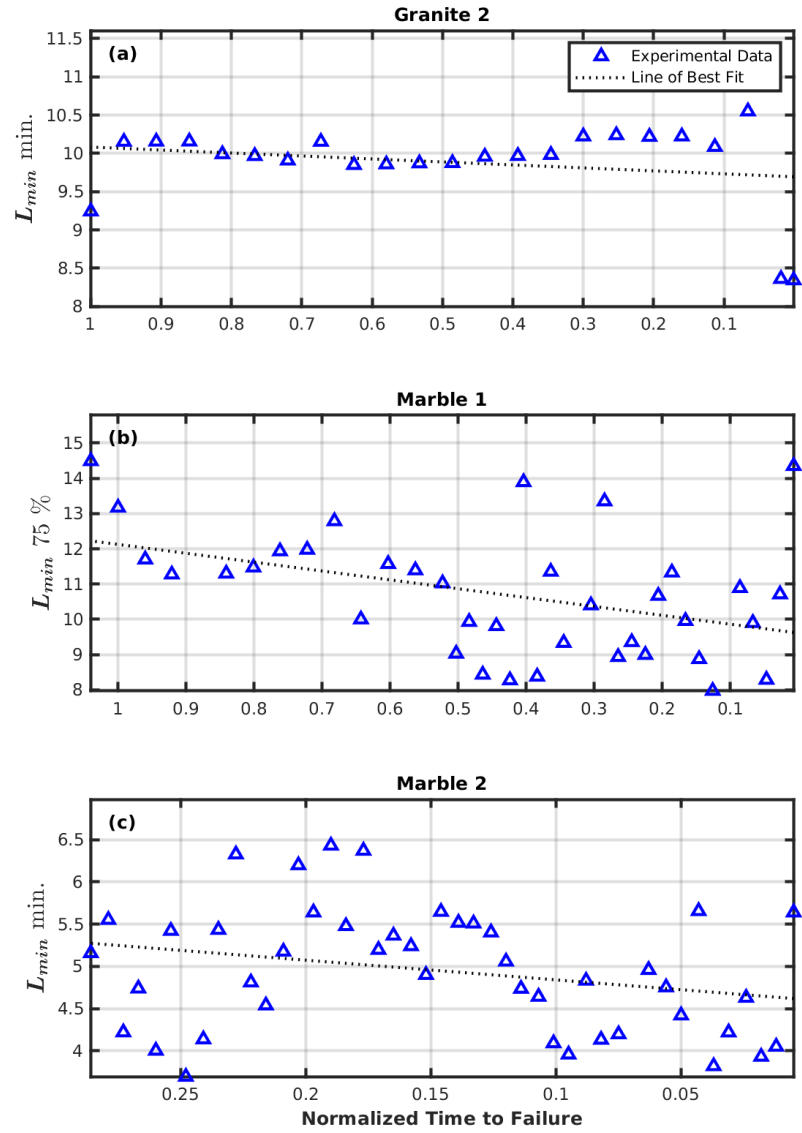 Granite 2
(a)
Experimental Data
Line of Best Fit
L_min min.
11.5
11
10.5
10
9.5
9
8.5
8
1 0.9 0.8 0.7 0.6 0.5 0.4 0.3 0.2 0.1
Marble 1
(b)
L_min 75 %
15
14
13
12
11
10
9
8
1 0.9 0.8 0.7 0.6 0.5 0.4 0.3 0.2 0.1
Marble 2
(c)
L_min min.
6.5
6
5.5
5
4.5
4
0.25 0.2 0.15 0.1 0.05
Normalized Time to Failure